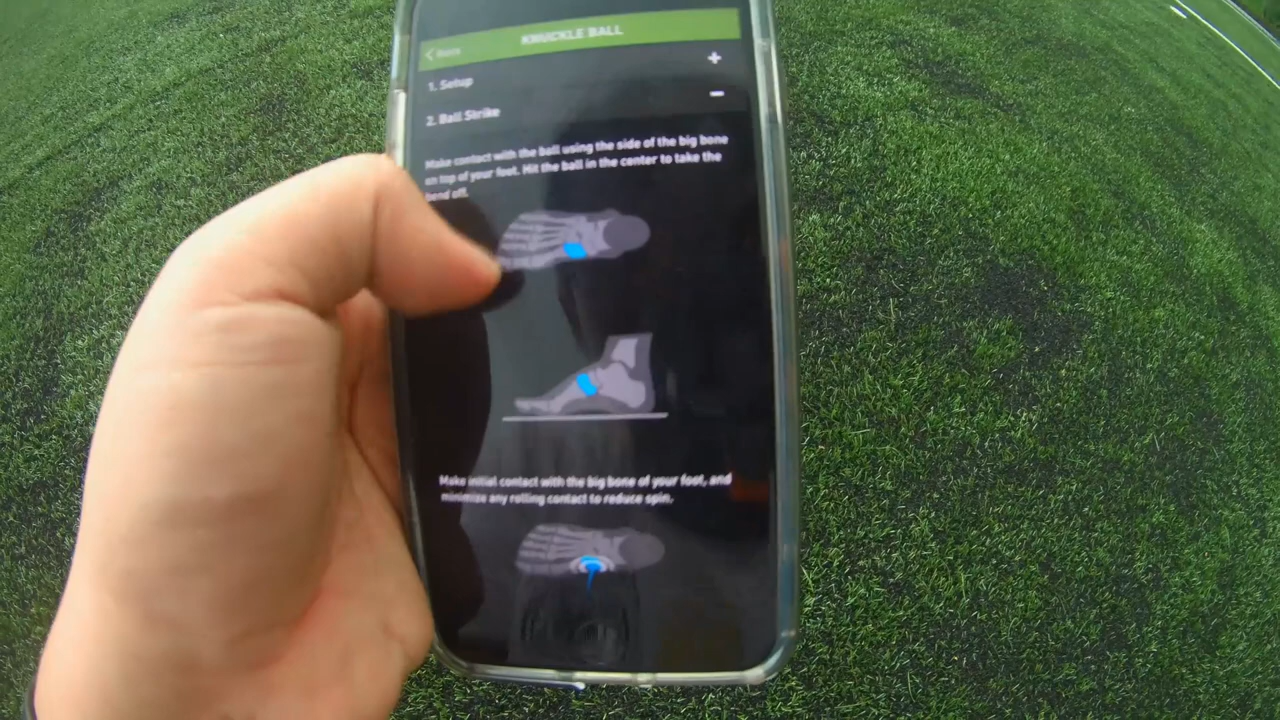 KNUCKLE BALL
1. Setup
+
2. Ball Strike
−
Make contact with the ball using the side of the big bone
on top of your foot. Hit the ball in the center to take the
bend off.
Make initial contact with the big bone of your foot, and
minimize any rolling contact to reduce spin.